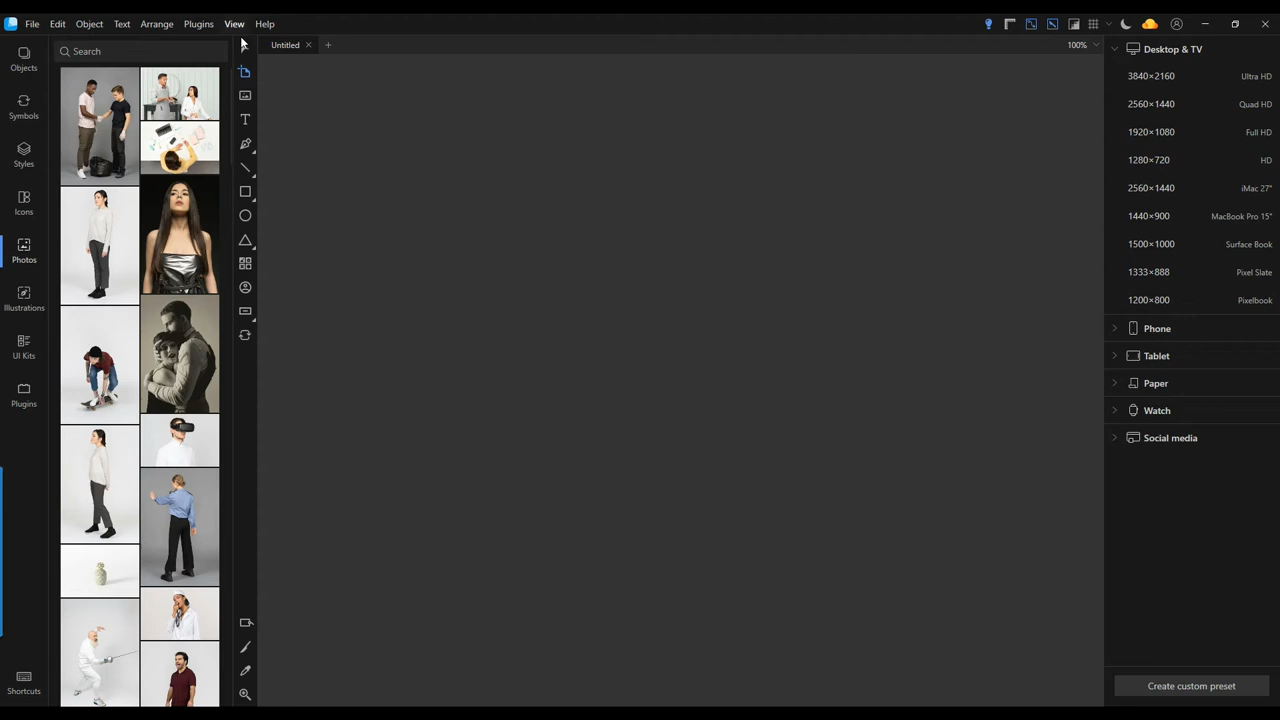 File Edit Object Text Arrange Plugins View Help
Search
Untitled
100%
Objects
Symbols
Styles
Icons
Photos
Illustrations
UI Kits
Plugins
Shortcuts
Desktop & TV
3840×2160 Ultra HD
2560×1440 Quad HD
1920×1080 Full HD
1280×720 HD
2560×1440 iMac 27"
1440×900 MacBook Pro 15"
1500×1000 Surface Book
1333×888 Pixel Slate
1200×800 Pixelbook
Phone
Tablet
Paper
Watch
Social media
Create custom preset